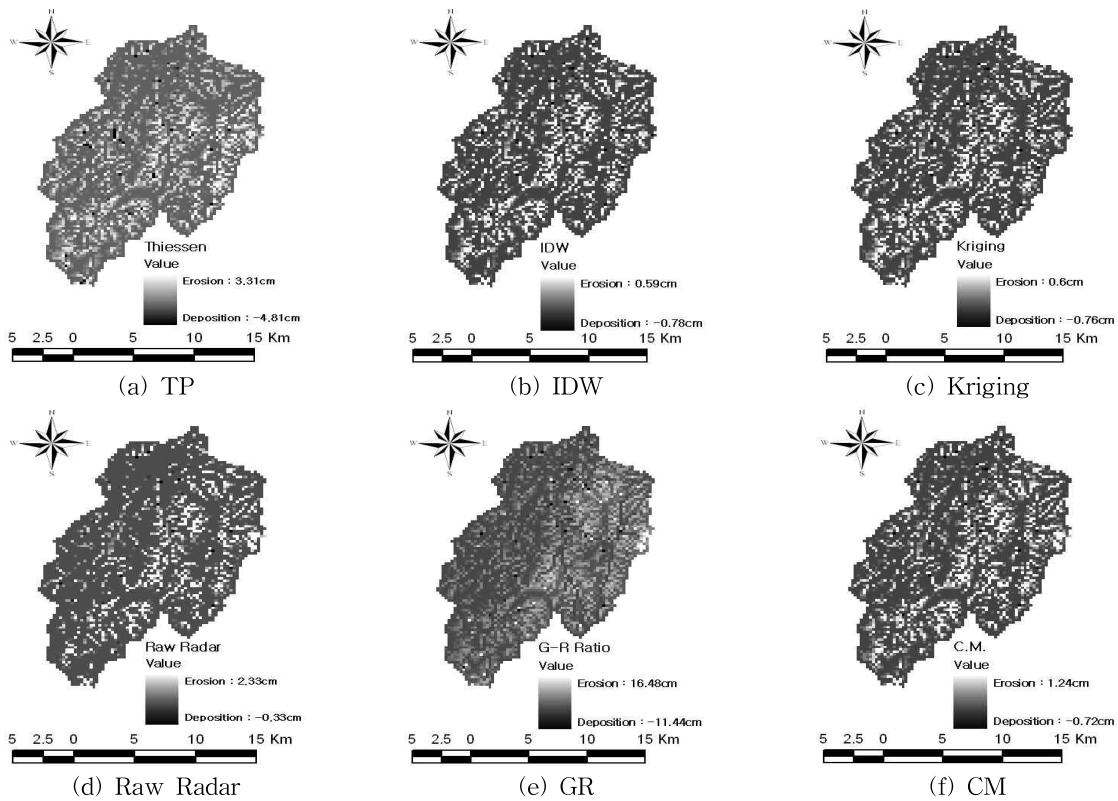 N
W E
S
Thiessen
Value
Erosion : 3.31cm
Deposition : -4.81cm
5 2.5 0 5 10 15 Km
(a) TP
N
W E
S
IDW
Value
Erosion : 0.59cm
Deposition : -0.78cm
5 2.5 0 5 10 15 Km
(b) IDW
N
W E
S
Kriging
Value
Erosion : 0.6cm
Deposition : -0.76cm
5 2.5 0 5 10 15 Km
(c) Kriging
N
W E
S
Raw Radar
Value
Erosion : 2.33cm
Deposition : -0.33cm
5 2.5 0 5 10 15 Km
(d) Raw Radar
N
W E
S
G-R Ratio
Value
Erosion : 16.48cm
Deposition : -11.44cm
5 2.5 0 5 10 15 Km
(e) GR
N
W E
S
C.M.
Value
Erosion : 1.24cm
Deposition : -0.72cm
5 2.5 0 5 10 15 Km
(f) CM